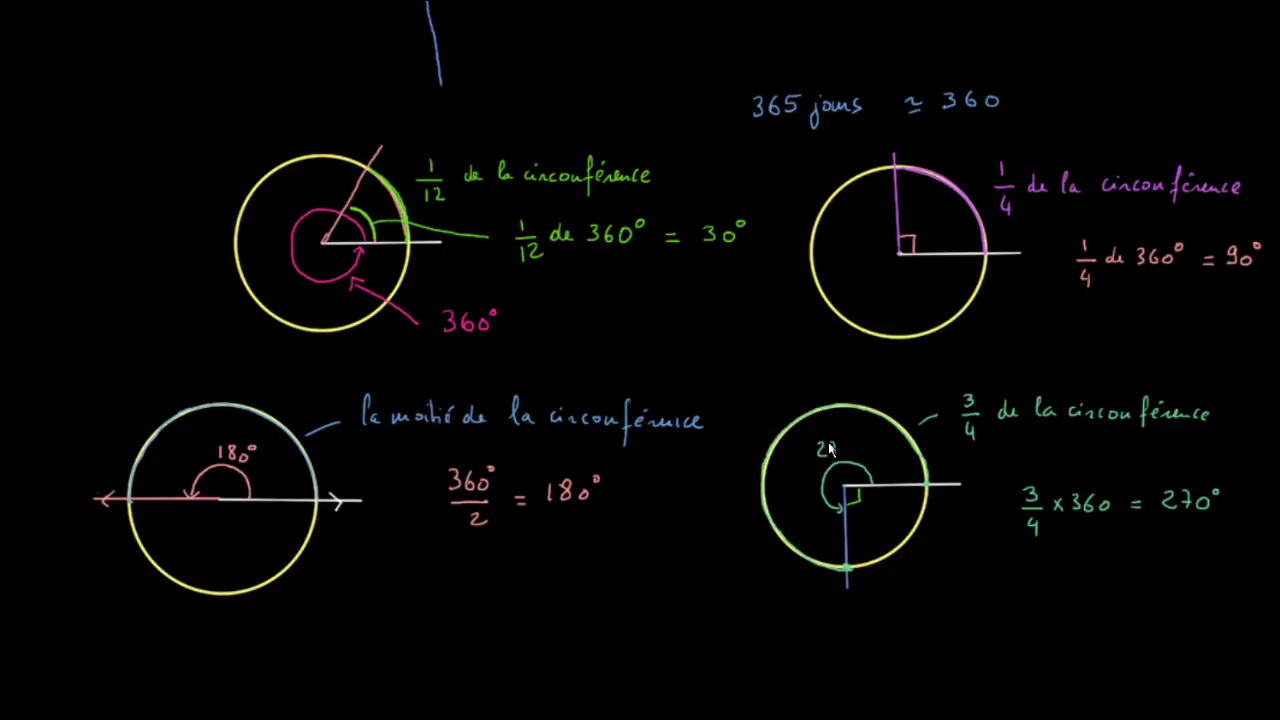 365 jours ≃ 360
1/12 de la circonférence
1/12 de 360° = 30°
360°
1/4 de la circonférence
1/4 de 360° = 90°
la moitié de la circonférence
180°
360°/2 = 180°
3/4 de la circonférence
2
3/4 × 360 = 270°